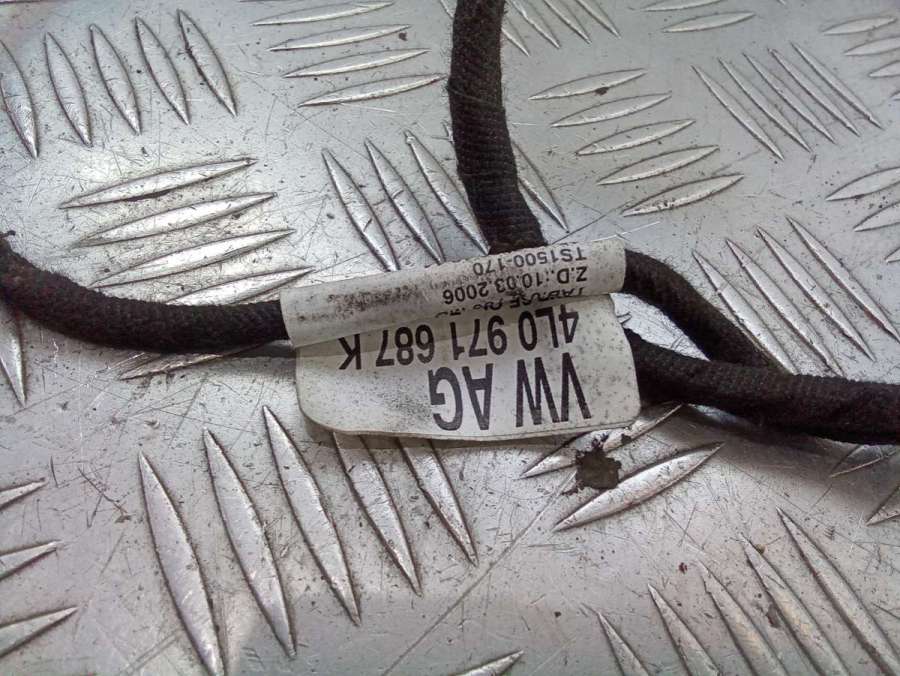 VW AG
4L0 971 687 K
Z.D.:10.03.2006
TS1500-170